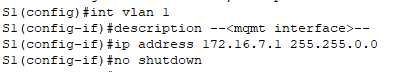 S1(config)#int vlan 1
S1(config-if)#description --<mgmt interface>--
S1(config-if)#ip address 172.16.7.1 255.255.0.0
S1(config-if)#no shutdown